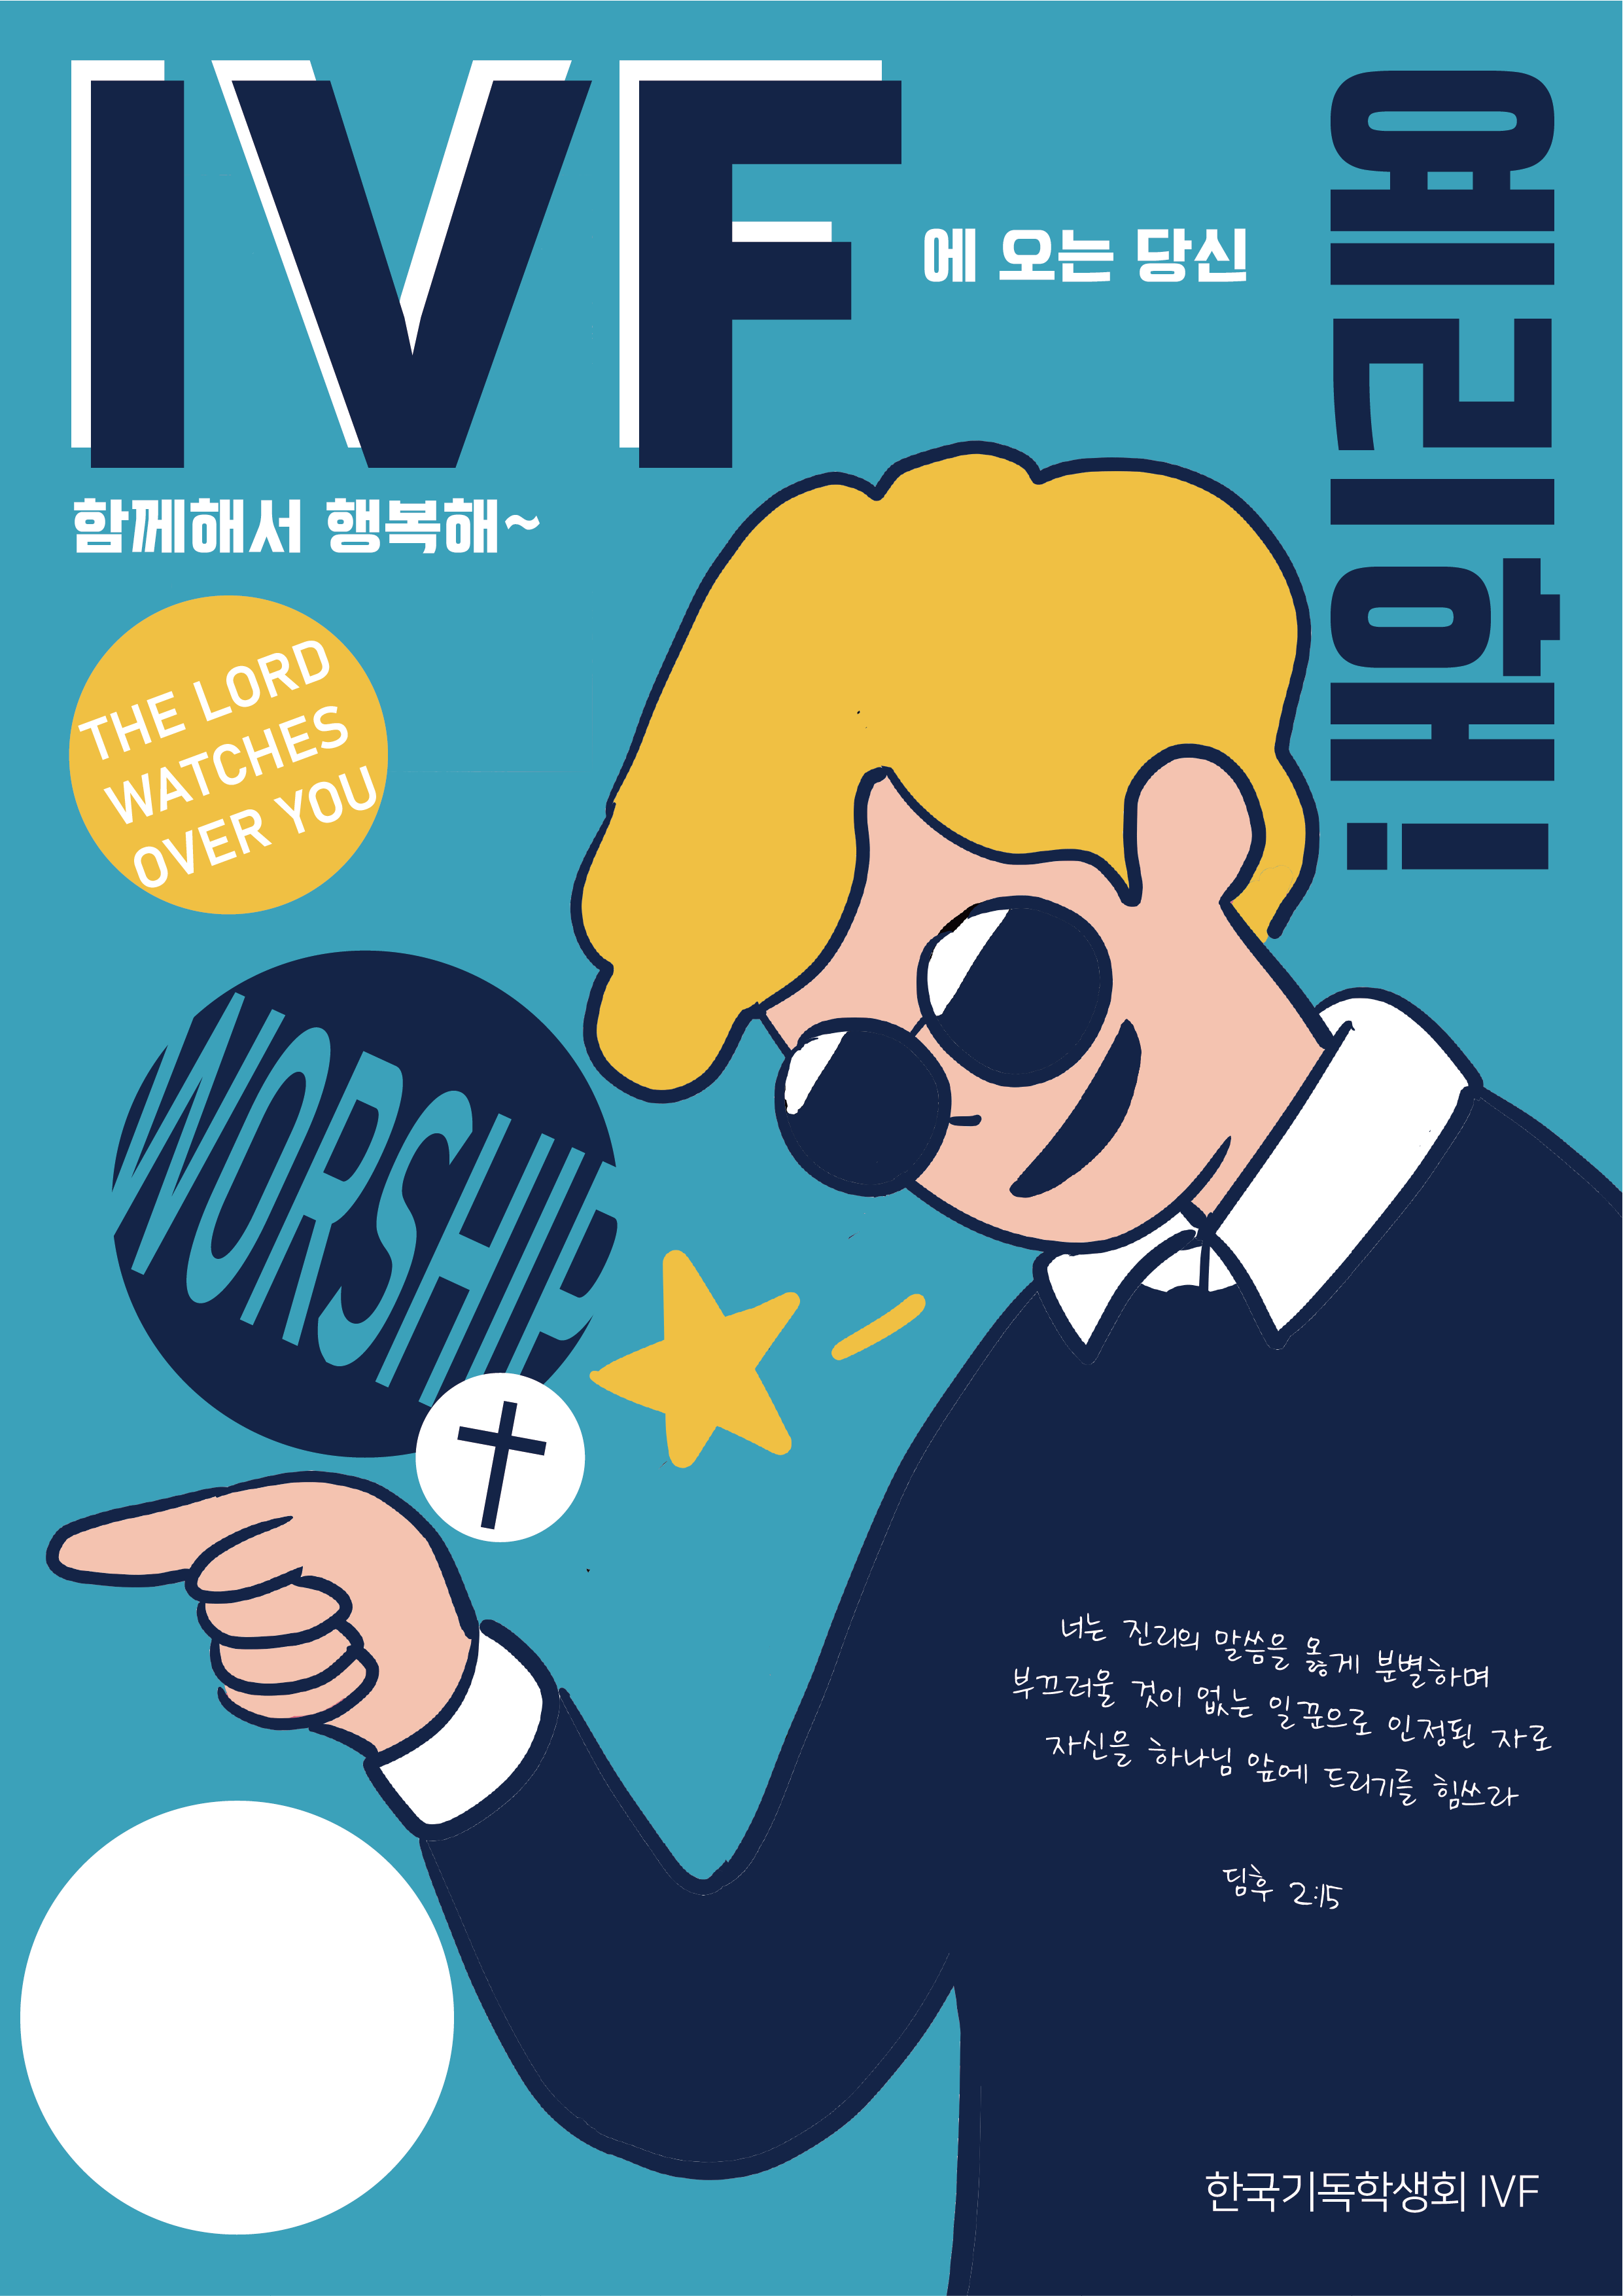 IVF
에 오는 당신
예리해!
함께해서 행복해~
THE LORD
WATCHES
OVER YOU
WORSHIP
너는 진리의 말씀을 옳게 분별하며
부끄러울 것이 없는 일꾼으로 인정된 자로
자신을 하나님 앞에 드리기를 힘쓰라
딤후 2:15
한국기독학생회 IVF